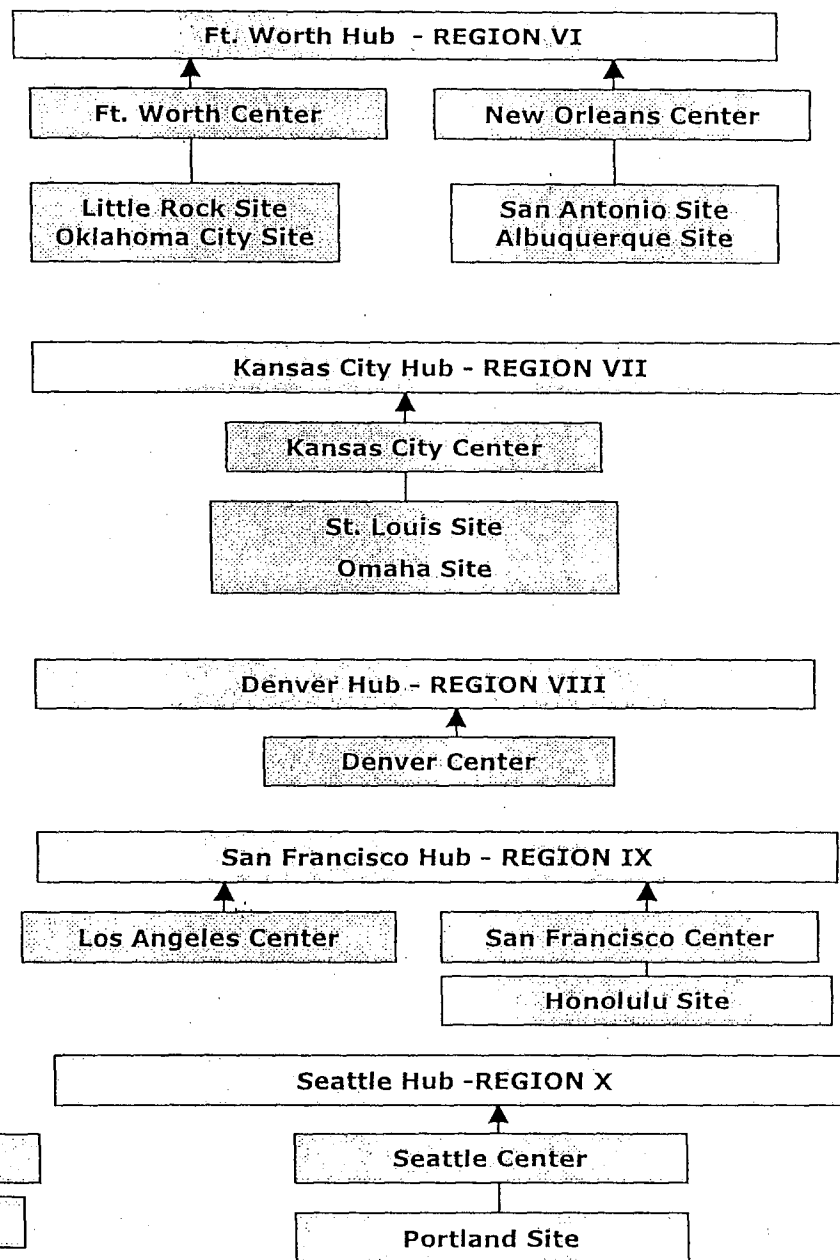 Ft. Worth Hub - REGION VI
Ft. Worth Center
New Orleans Center
Little Rock Site
Oklahoma City Site
San Antonio Site
Albuquerque Site
Kansas City Hub - REGION VII
Kansas City Center
St. Louis Site
Omaha Site
Denver Hub - REGION VIII
Denver Center
San Francisco Hub - REGION IX
Los Angeles Center
San Francisco Center
Honolulu Site
Seattle Hub -REGION X
Seattle Center
Portland Site